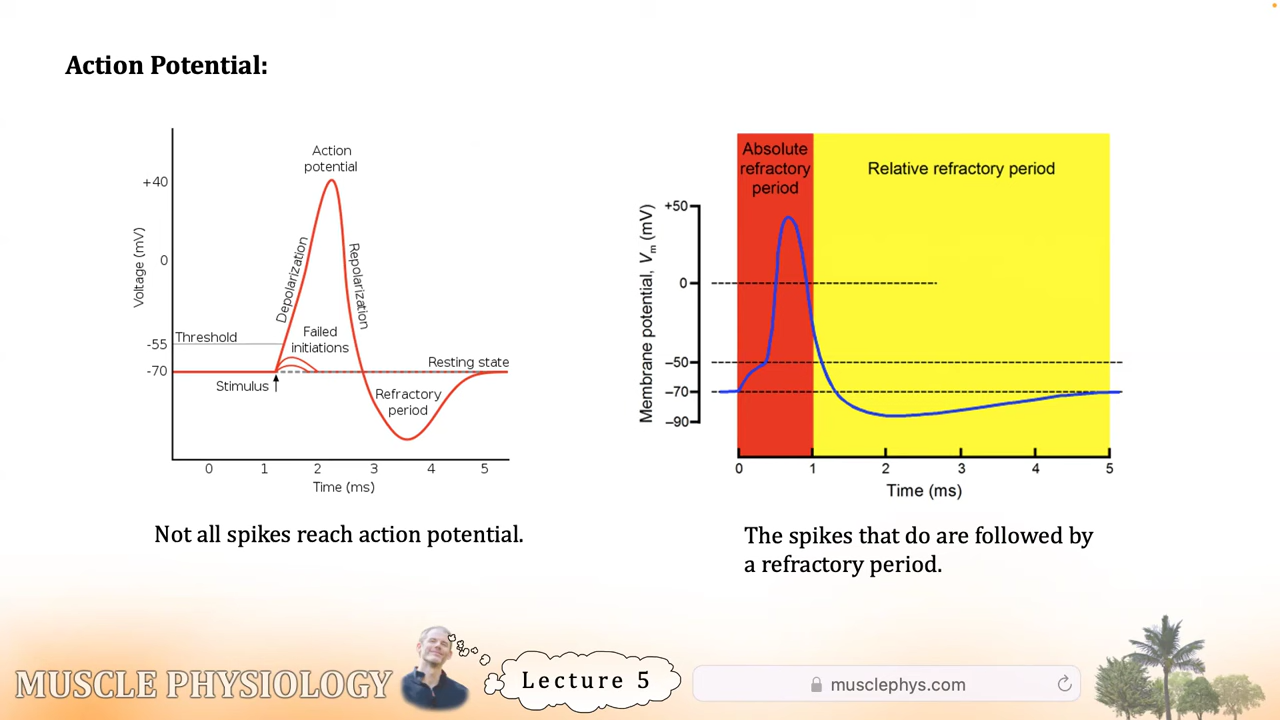 Action Potential:
Action
potential
+40
0
-55
-70
Voltage (mV)
Depolarization
Repolarization
Threshold
Failed
initiations
Resting state
Stimulus
Refractory
period
0 1 2 3 4 5
Time (ms)
Not all spikes reach action potential.
Absolute
refractory
period
Relative refractory period
Membrane potential, Vm (mV)
+50
0
–50
–70
–90
0 1 2 3 4 5
Time (ms)
The spikes that do are followed by
a refractory period.
MUSCLE PHYSIOLOGY
Lecture 5
musclephys.com